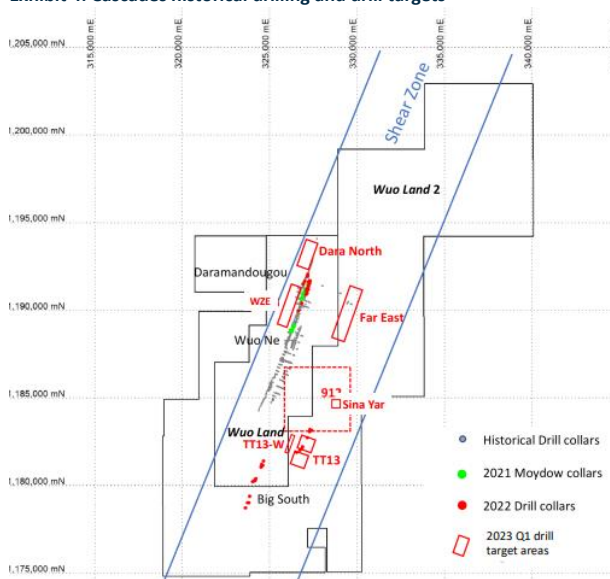 315,000 mE
320,000 mE
325,000 mE
330,000 mE
335,000 mE
340,000 mE
1,205,000 mN
1,200,000 mN
1,195,000 mN
1,190,000 mN
1,185,000 mN
1,180,000 mN
1,175,000 mN
Shear Zone
Wuo Land 2
Dara North
Daramandougou
WZE
Far East
Wuo Ne
Sina Yar
Wuo Land
TT13-W
TT13
Big South
Historical Drill collars
2021 Moydow collars
2022 Drill collars
2023 Q1 drill
target areas